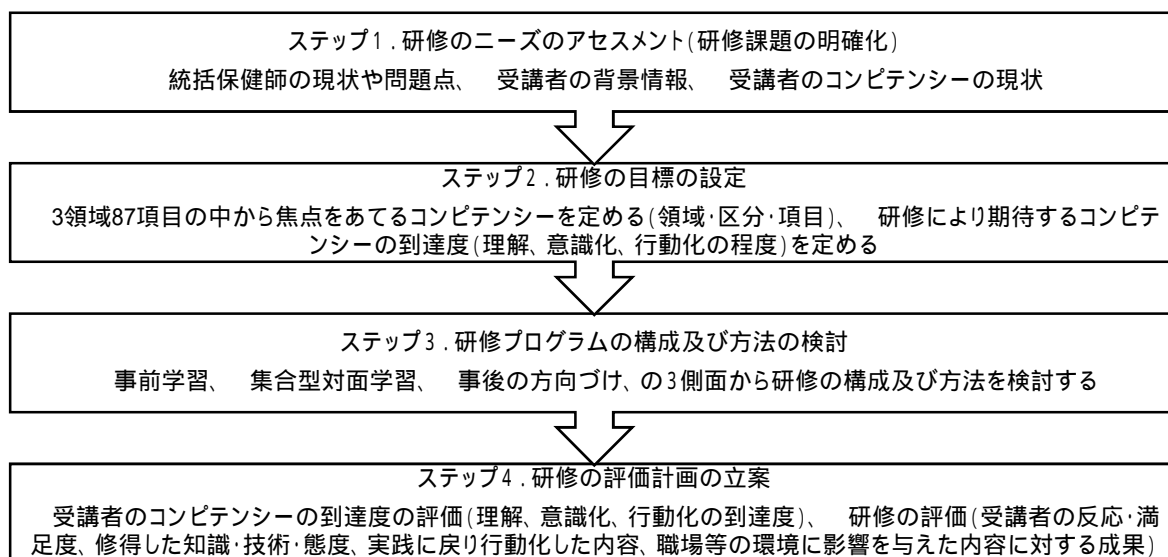 ステップ1．研修のニーズのアセスメント(研修課題の明確化)
統括保健師の現状や問題点、　受講者の背景情報、　受講者のコンピテンシーの現状
ステップ2．研修の目標の設定
3領域87項目の中から焦点をあてるコンピテンシーを定める(領域･区分･項目)、　研修により期待するコンピテ
ンシーの到達度(理解、意識化、行動化の程度)を定める
ステップ3．研修プログラムの構成及び方法の検討
事前学習、　集合型対面学習、　事後の方向づけ、の3側面から研修の構成及び方法を検討する
ステップ4．研修の評価計画の立案
受講者のコンピテンシーの到達度の評価(理解、意識化、行動化の到達度)、　研修の評価(受講者の反応･満
足度、修得した知識･技術･態度、実践に戻り行動化した内容、職場等の環境に影響を与えた内容に対する成果)